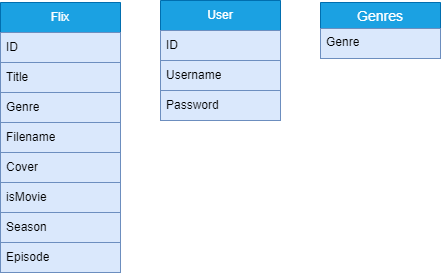 Flix
ID
Title
Genre
Filename
Cover
isMovie
Season
Episode
User
ID
Username
Password
Genres
Genre